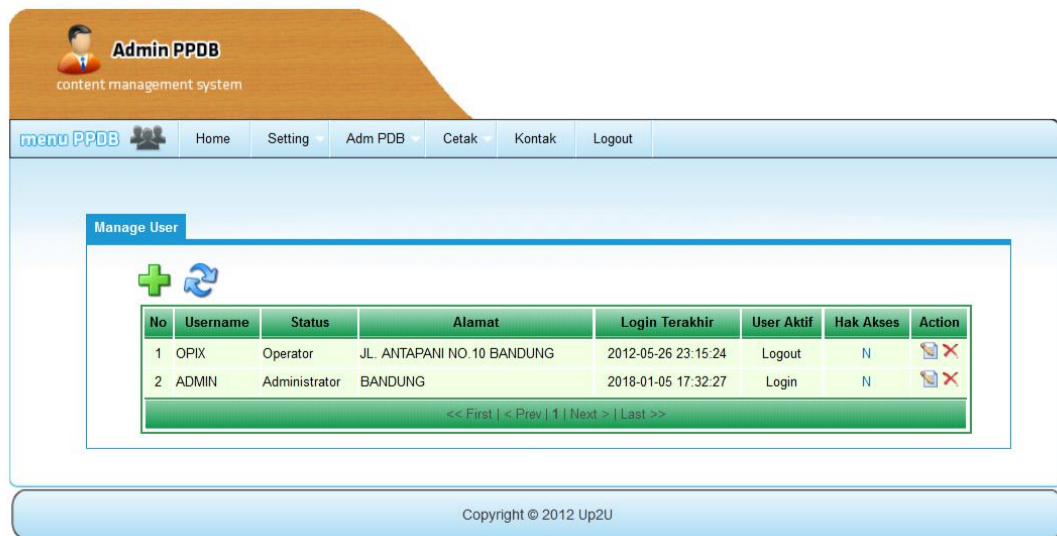 Admin PPDB
content management system
menu PPDB Home Setting Adm PDB Cetak Kontak Logout
Manage User
No Username Status Alamat Login Terakhir User Aktif Hak Akses Action
1 OPIX Operator JL. ANTAPANI NO.10 BANDUNG 2012-05-26 23:15:24 Logout N
2 ADMIN Administrator BANDUNG 2018-01-05 17:32:27 Login N
<< First | < Prev | 1 | Next > | Last >>
Copyright © 2012 Up2U